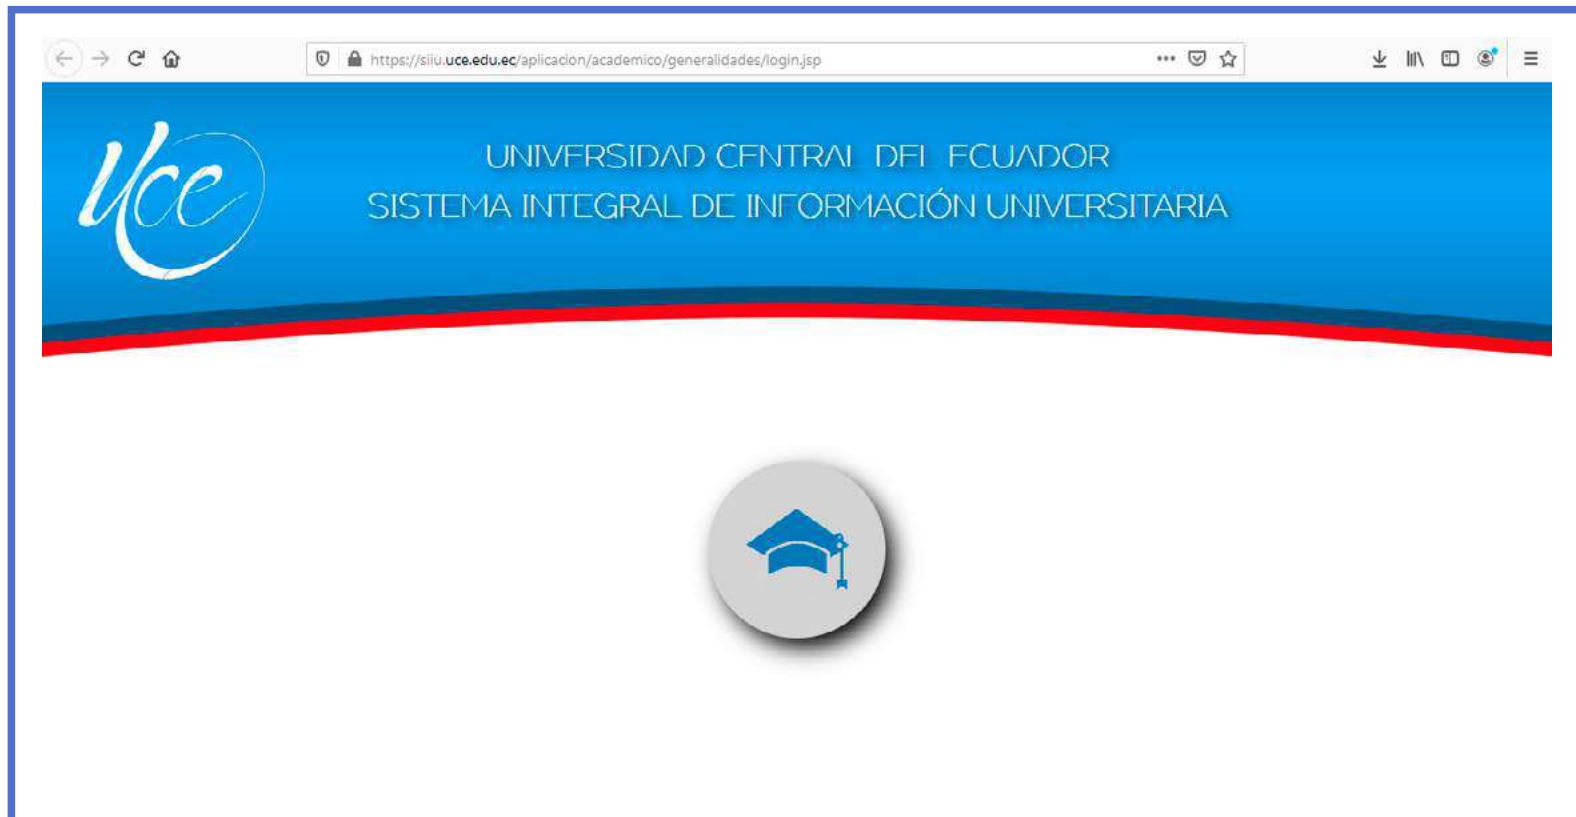 https://siiu.uce.edu.ec/aplicacion/academico/generalidades/login.jsp
Uce
UNIVERSIDAD CENTRAL DEL ECUADOR
SISTEMA INTEGRAL DE INFORMACIÓN UNIVERSITARIA